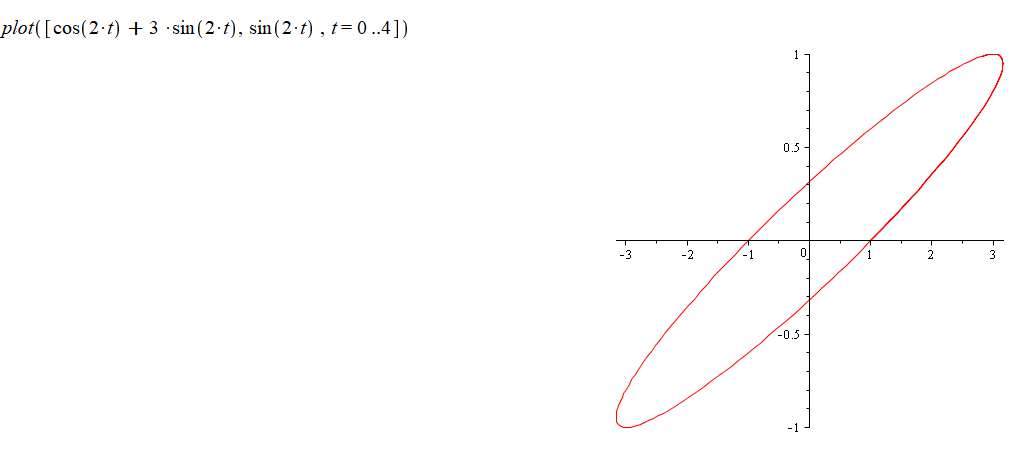 plot([cos(2·t) + 3 ·sin(2·t), sin(2·t) , t = 0 ..4])
1
0.5
-3 -2 -1 0 1 2 3
-0.5
-1